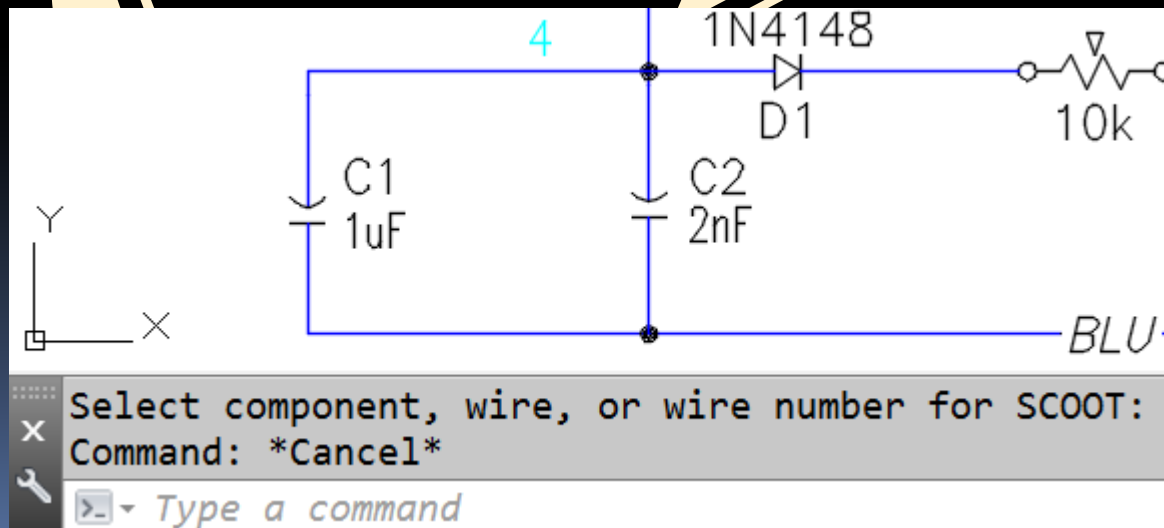 4
1N4148
D1
10k
C1
1uF
C2
2nF
Y
X
BLU
Select component, wire, or wire number for SCOOT:
Command: *Cancel*
Type a command